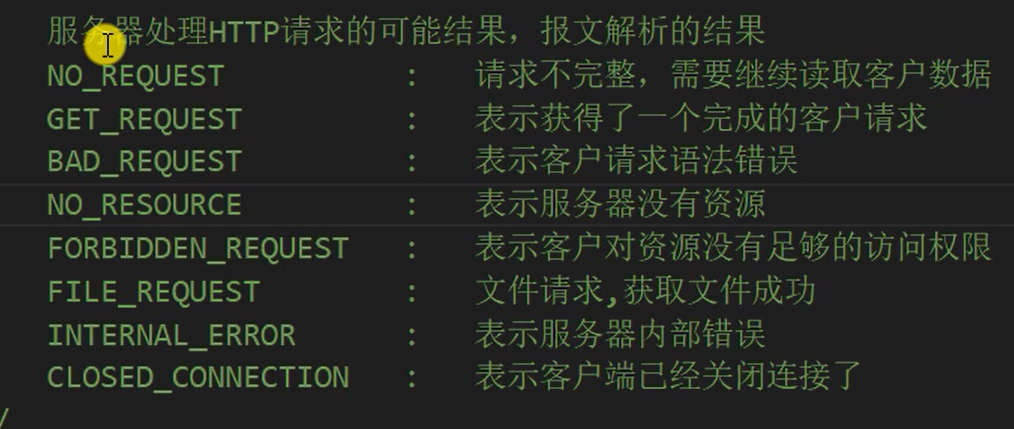 服务器处理HTTP请求的可能结果，报文解析的结果
NO_REQUEST : 请求不完整，需要继续读取客户数据
GET_REQUEST : 表示获得了一个完成的客户请求
BAD_REQUEST : 表示客户请求语法错误
NO_RESOURCE : 表示服务器没有资源
FORBIDDEN_REQUEST : 表示客户对资源没有足够的访问权限
FILE_REQUEST : 文件请求,获取文件成功
INTERNAL_ERROR : 表示服务器内部错误
CLOSED_CONNECTION : 表示客户端已经关闭连接了
/